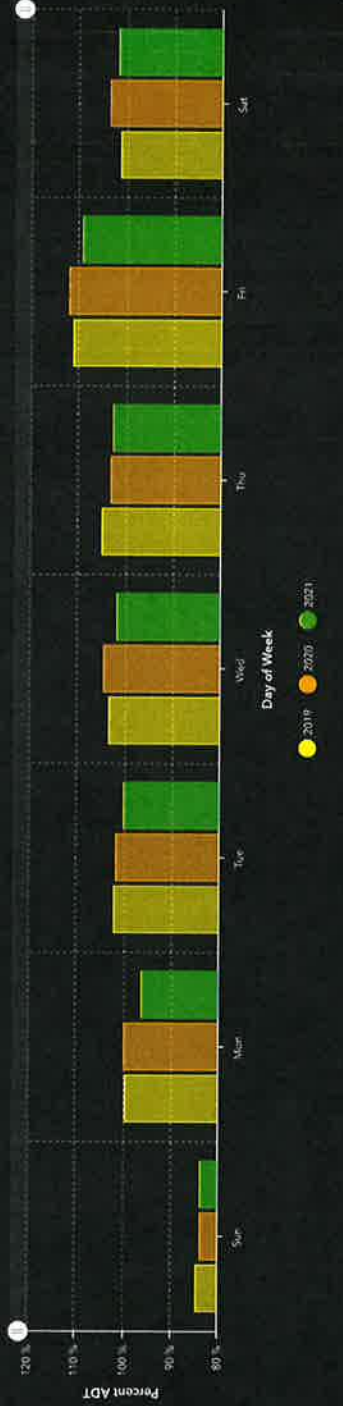 Percent ADT
120 %
110 %
100 %
90 %
80 %
Sun
Mon
Tue
Wed
Thu
Fri
Sat
Day of Week
2019
2020
2021